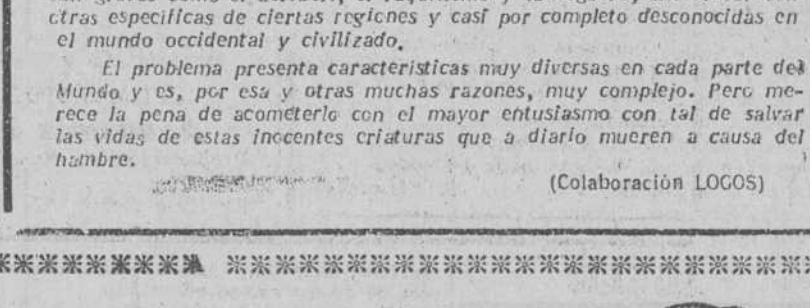 otras específicas de ciertas regiones y casi por completo desconocidas en
el mundo occidental y civilizado.
El problema presenta características muy diversas en cada parte del
Mundo y es, por esa y otras muchas razones, muy complejo. Pero me-
rece la pena de acometerlo con el mayor entusiasmo con tal de salvar
las vidas de estas inocentes criaturas que a diario mueren a causa del
hambre.
(Colaboración LOGOS)